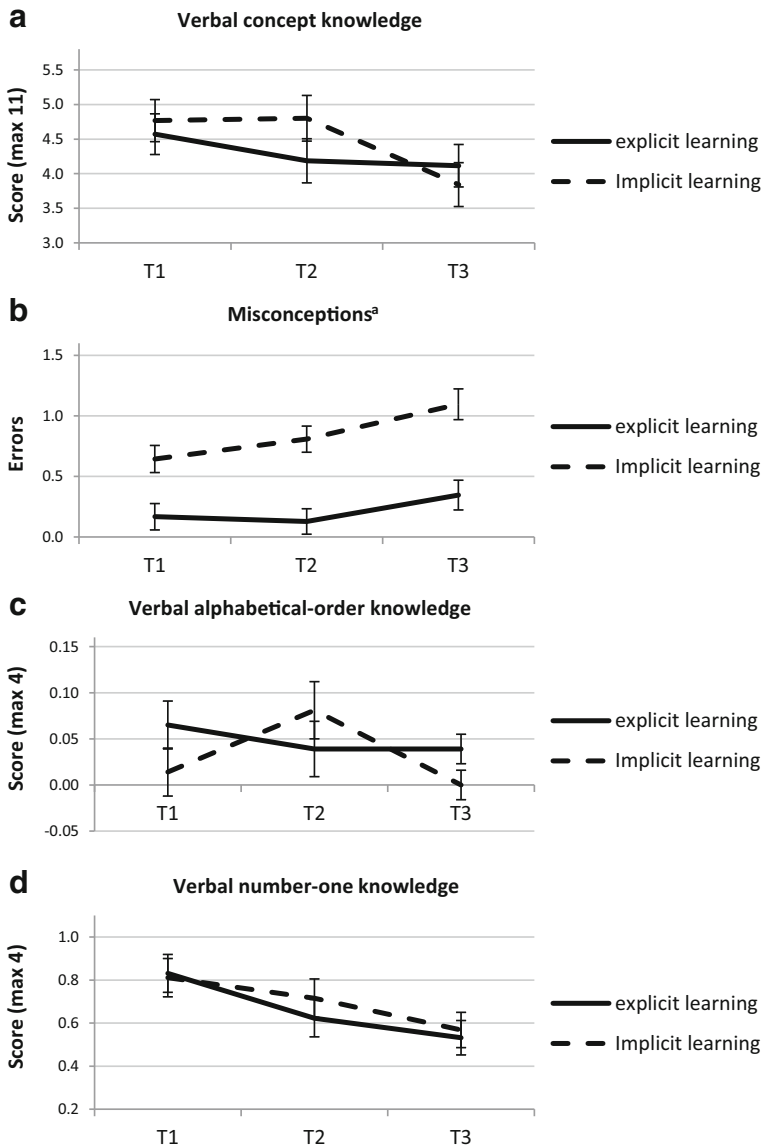 a
Verbal concept knowledge
Score (max 11)
5.5
5.0
4.5
4.0
3.5
3.0
T1
T2
T3
explicit learning
Implicit learning
b
Misconceptionsᵃ
Errors
1.5
1.0
0.5
0.0
T1
T2
T3
explicit learning
Implicit learning
c
Verbal alphabetical-order knowledge
Score (max 4)
0.15
0.10
0.05
0.00
-0.05
T1
T2
T3
explicit learning
Implicit learning
d
Verbal number-one knowledge
Score (max 4)
1.0
0.8
0.6
0.4
0.2
T1
T2
T3
explicit learning
Implicit learning